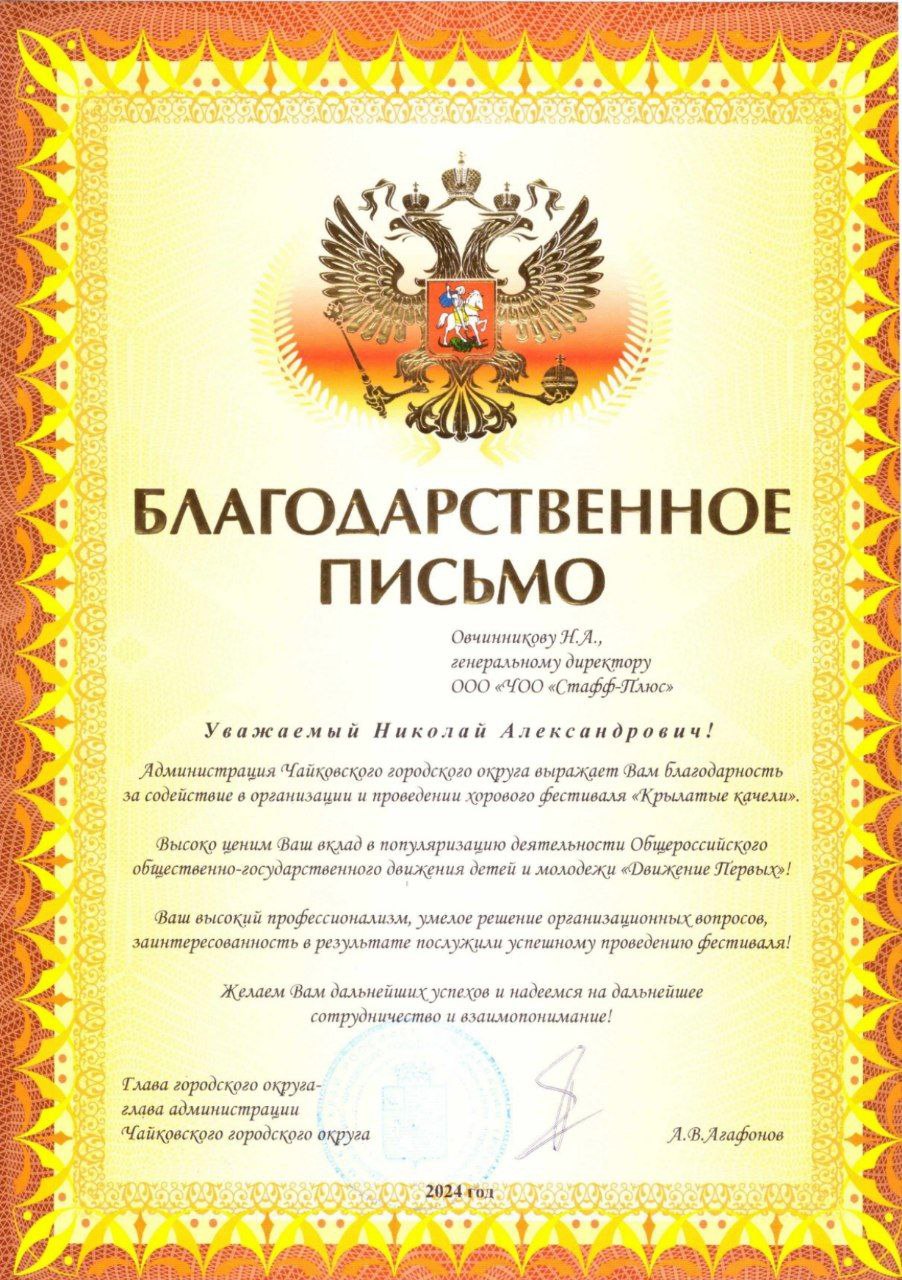 БЛАГОДАРСТВЕННОЕ
ПИСЬМО
Овчинникову Н.А.,
генеральному директору
ООО «ЧОО «Стафф-Плюс»
Уважаемый Николай Александрович!
Администрация Чайковского городского округа выражает Вам благодарность
за содействие в организации и проведении хорового фестиваля «Крылатые качели».
Высоко ценим Ваш вклад в популяризацию деятельности Общероссийского
общественно-государственного движения детей и молодежи «Движение Первых»!
Ваш высокий профессионализм, умелое решение организационных вопросов,
заинтересованность в результате послужили успешному проведению фестиваля!
Желаем Вам дальнейших успехов и надеемся на дальнейшее
сотрудничество и взаимопонимание!
Глава городского округа-
глава администрации
Чайковского городского округа
А.В.Агафонов
2024 год